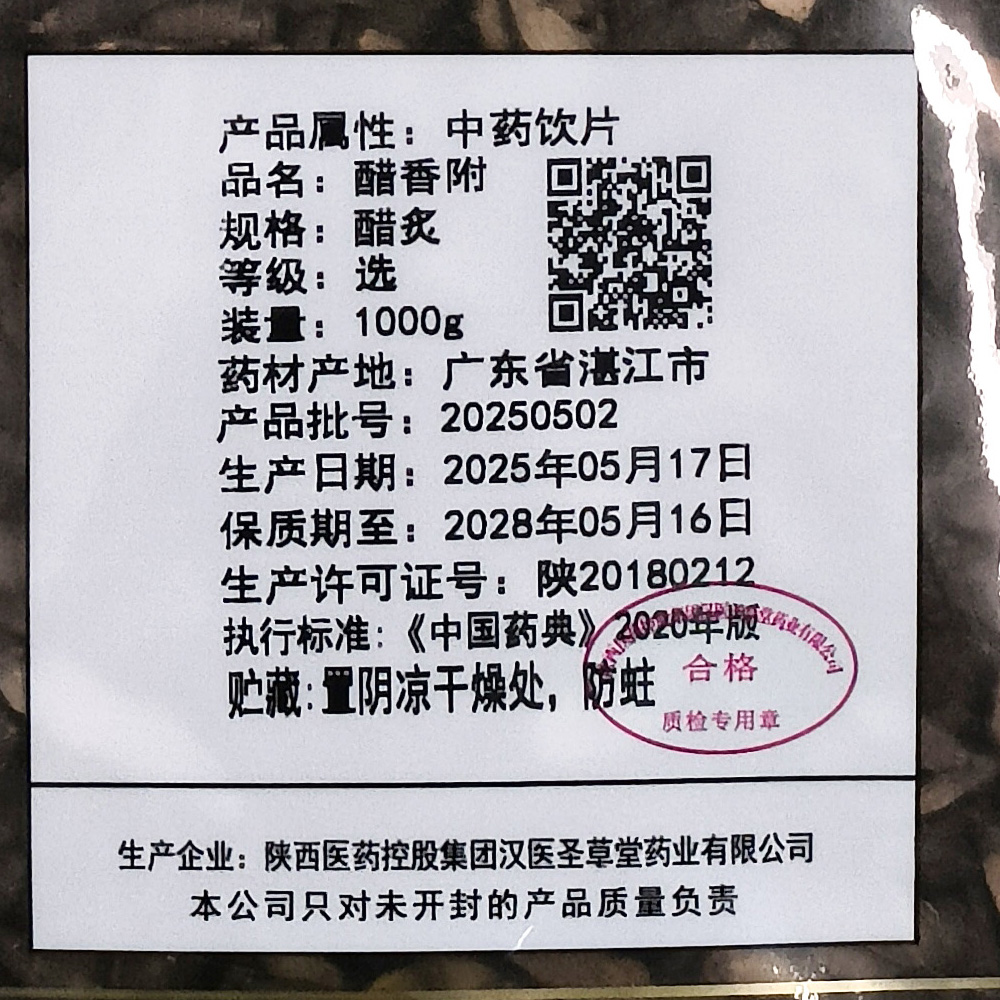 产品属性：中药饮片
品名：醋香附
规格：醋炙
等级：选
装量：1000g
药材产地：广东省湛江市
产品批号：20250502
生产日期：2025年05月17日
保质期至：2028年05月16日
生产许可证号：陕20180212
执行标准:《中国药典》2020年版
贮藏:置阴凉干燥处，防蛀
合格
质检专用章
生产企业：陕西医药控股集团汉医圣草堂药业有限公司
本公司只对未开封的产品质量负责